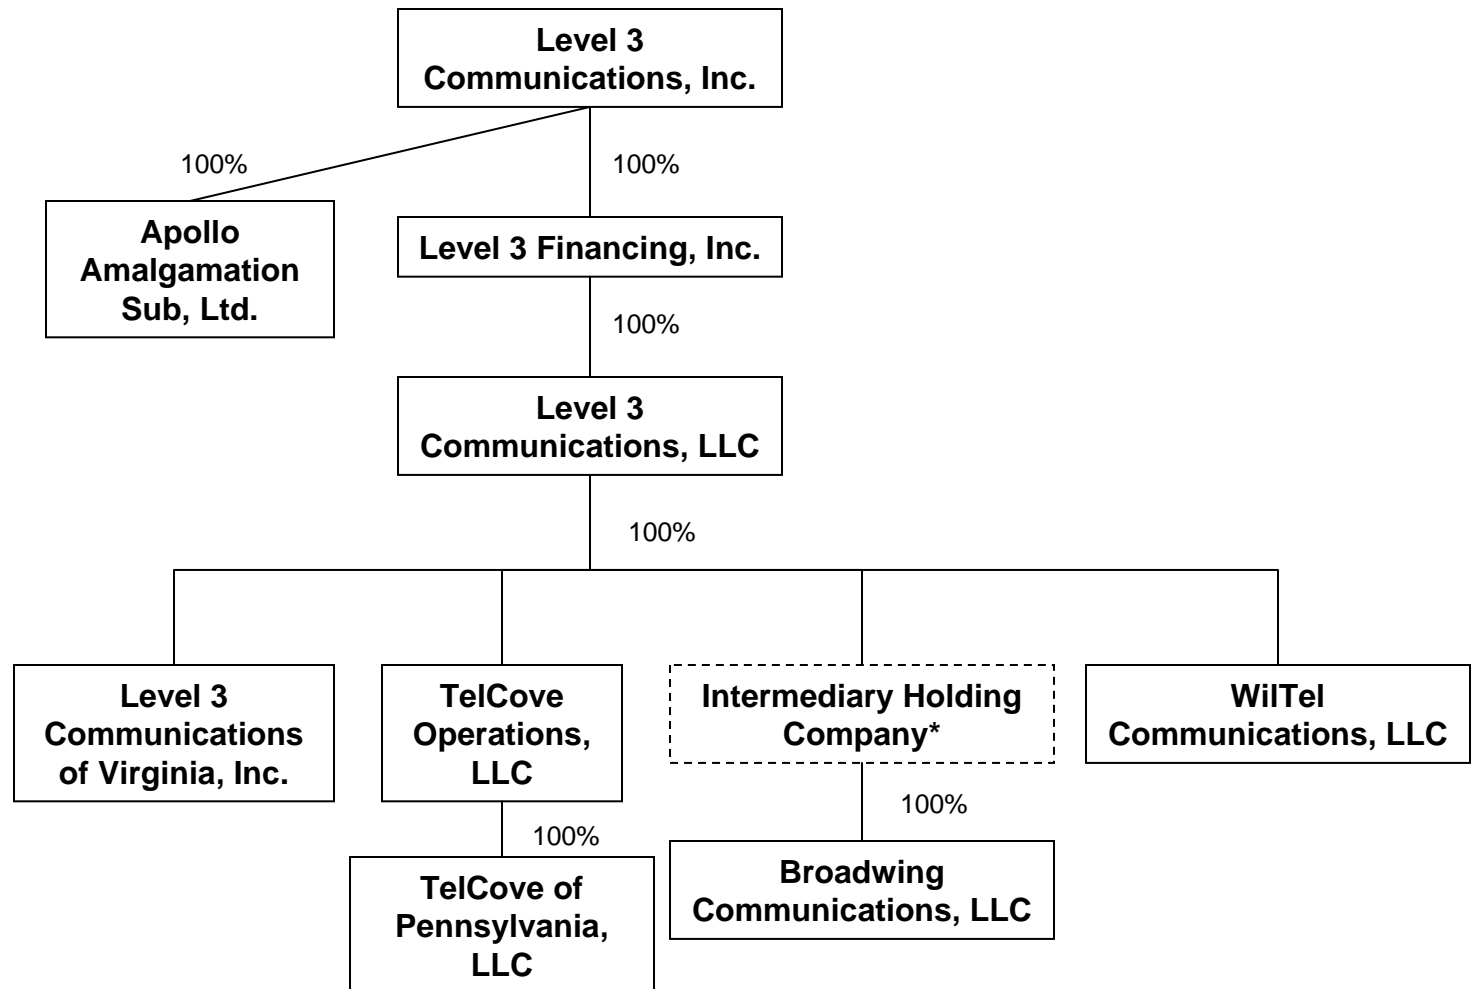 Level 3
Communications, Inc.
100%
100%
Apollo
Amalgamation
Sub, Ltd.
Level 3 Financing, Inc.
100%
Level 3
Communications, LLC
100%
Level 3
Communications
of Virginia, Inc.
TelCove
Operations,
LLC
Intermediary Holding
Company*
WilTel
Communications, LLC
100%
100%
TelCove of
Pennsylvania,
LLC
Broadwing
Communications, LLC